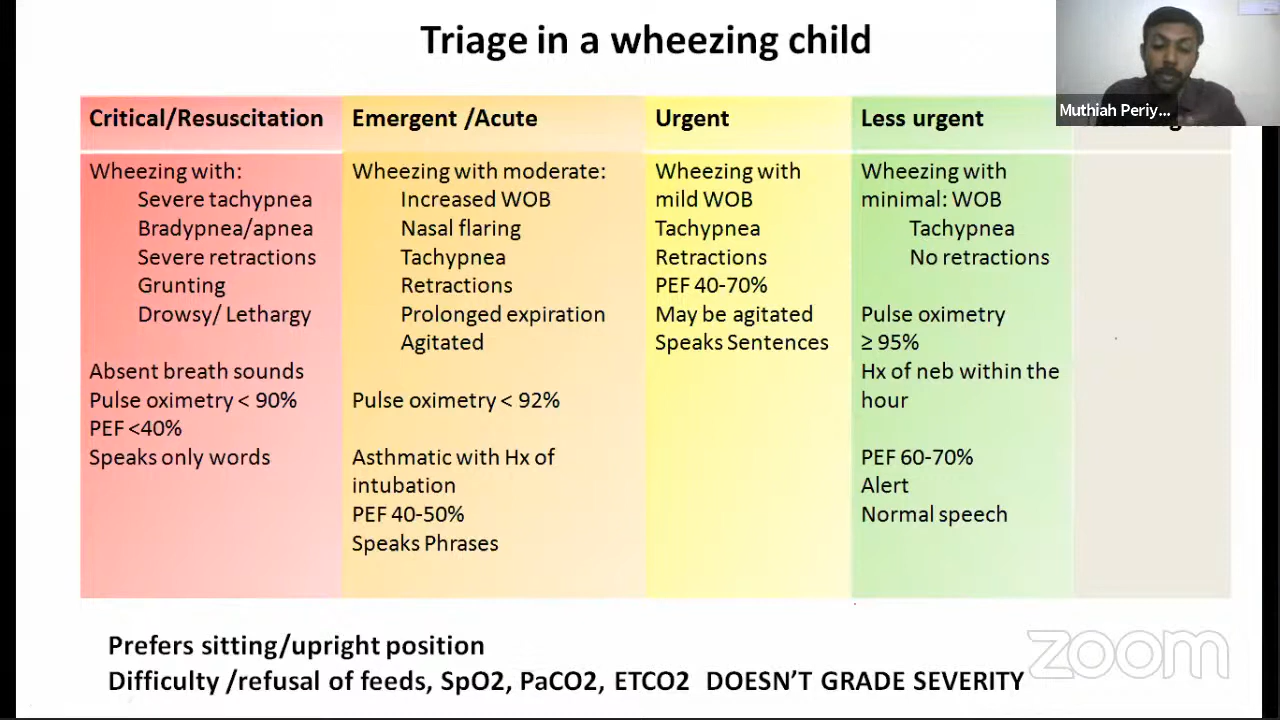 Triage in a wheezing child
Muthiah Periy...
Critical/Resuscitation
Wheezing with:
Severe tachypnea
Bradypnea/apnea
Severe retractions
Grunting
Drowsy/ Lethargy
Absent breath sounds
Pulse oximetry < 90%
PEF <40%
Speaks only words
Emergent /Acute
Wheezing with moderate:
Increased WOB
Nasal flaring
Tachypnea
Retractions
Prolonged expiration
Agitated
Pulse oximetry < 92%
Asthmatic with Hx of
intubation
PEF 40-50%
Speaks Phrases
Urgent
Wheezing with
mild WOB
Tachypnea
Retractions
PEF 40-70%
May be agitated
Speaks Sentences
Less urgent
Wheezing with
minimal: WOB
Tachypnea
No retractions
Pulse oximetry
≥ 95%
Hx of neb within the
hour
PEF 60-70%
Alert
Normal speech
Prefers sitting/upright position
Difficulty /refusal of feeds, SpO2, PaCO2, ETCO2 DOESN'T GRADE SEVERITY
zoom